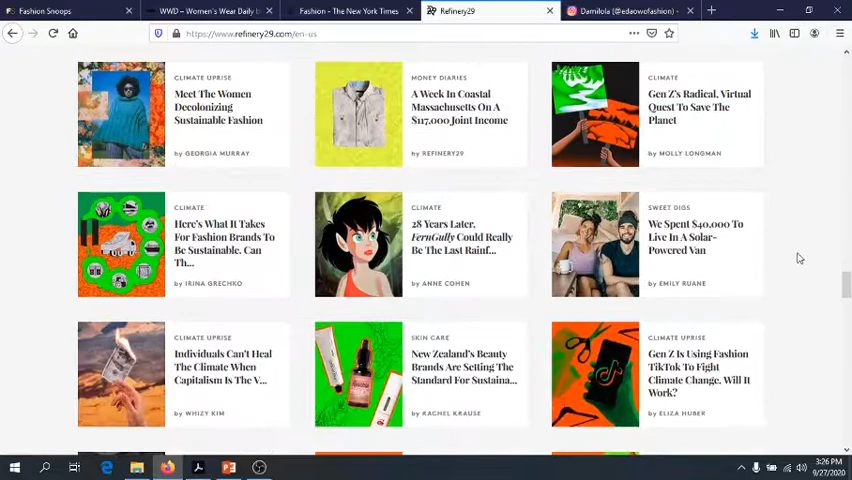 Fashion Snoops
WWD – Women's Wear Daily b
Fashion - The New York Times
Refinery29
Damilola (@edaowofashion) •
https://www.refinery29.com/en-us
CLIMATE UPRISE
Meet The Women
Decolonizing
Sustainable Fashion
by GEORGIA MURRAY
MONEY DIARIES
A Week In Coastal
Massachusetts On A
$117,000 Joint Income
by REFINERY29
CLIMATE
Gen Z's Radical, Virtual
Quest To Save The
Planet
by MOLLY LONGMAN
CLIMATE
Here's What It Takes
For Fashion Brands To
Be Sustainable. Can
Th...
by IRINA GRECHKO
CLIMATE
28 Years Later,
FernGully Could Really
Be The Last Rainf...
by ANNE COHEN
SWEET DIGS
We Spent $40,000 To
Live In A Solar-
Powered Van
by EMILY RUANE
CLIMATE UPRISE
Individuals Can't Heal
The Climate When
Capitalism Is The V...
by WHIZY KIM
SKIN CARE
New Zealand's Beauty
Brands Are Setting The
Standard For Sustaina...
by RACHEL KRAUSE
CLIMATE UPRISE
Gen Z Is Using Fashion
TikTok To Fight
Climate Change. Will It
Work?
by ELIZA HUBER
3:26 PM
9/27/2020